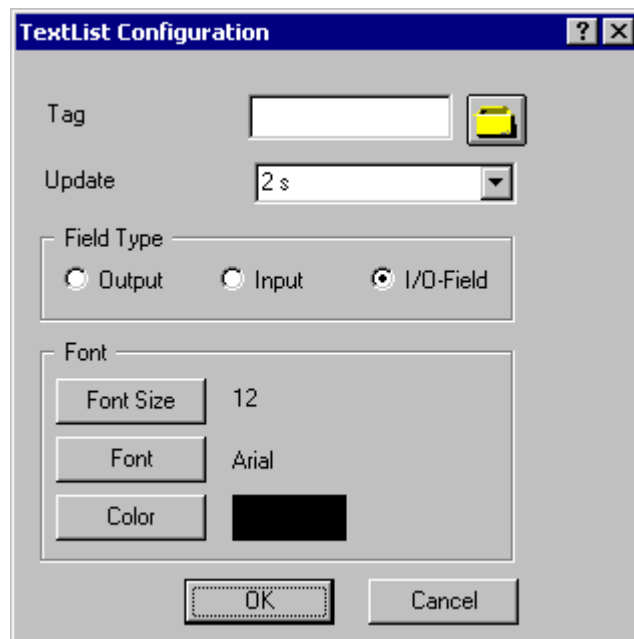 TextList Configuration
Tag
Update 2 s
Field Type
Output Input I/O-Field
Font
Font Size 12
Font Arial
Color
OK Cancel